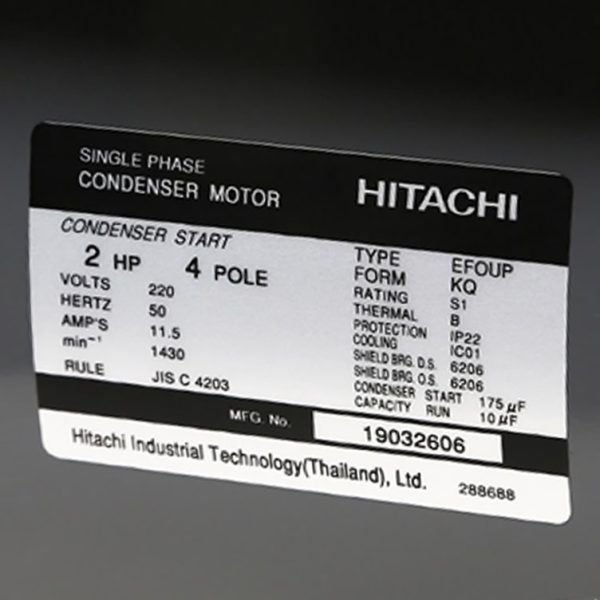 SINGLE PHASE
CONDENSER MOTOR
HITACHI
CONDENSER START
2 HP 4 POLE
VOLTS 220
HERTZ 50
AMP'S 11.5
min⁻¹ 1430
RULE JIS C 4203
TYPE EFOUP
FORM KQ
RATING S1
THERMAL B
PROTECTION IP22
COOLING IC01
SHIELD BRG. D.S. 6206
SHIELD BRG. O.S. 6206
CONDENSER START 175 µF
CAPACITY RUN 10 µF
MFG. No. 19032606
Hitachi Industrial Technology(Thailand), Ltd. 288688